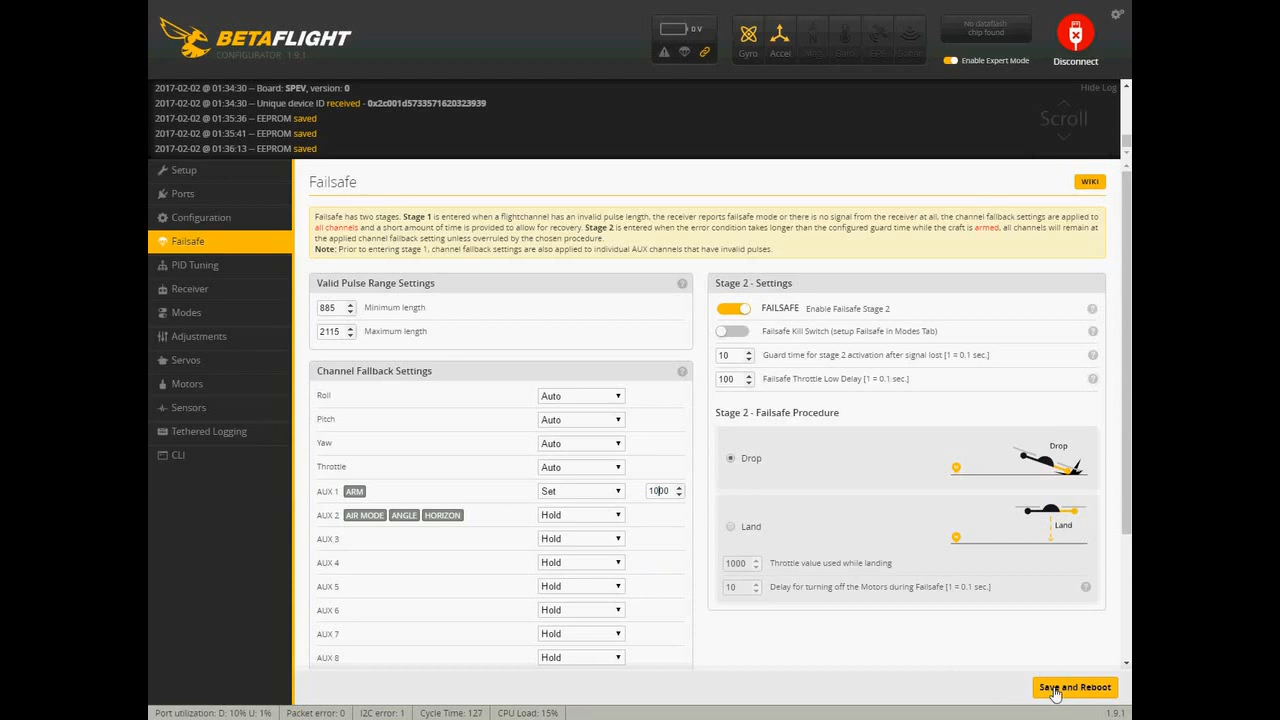 BETAFLIGHT
CONFIGURATOR 1.9.1
0 V
Gyro
Accel
No dataflash
chip found
Enable Expert Mode
Disconnect
2017-02-02 @ 01:34:30 -- Board: SPEV, version: 0
Hide Log
2017-02-02 @ 01:34:30 -- Unique device ID received - 0x2c001d5733571620323939
2017-02-02 @ 01:35:36 -- EEPROM saved
Scroll
2017-02-02 @ 01:35:41 -- EEPROM saved
2017-02-02 @ 01:36:13 -- EEPROM saved
Setup
Ports
Configuration
Failsafe
PID Tuning
Receiver
Modes
Adjustments
Servos
Motors
Sensors
Tethered Logging
CLI
Failsafe
WIKI
Failsafe has two stages. Stage 1 is entered when a flightchannel has an invalid pulse length, the receiver reports failsafe mode or there is no signal from the receiver at all, the channel fallback settings are applied to
all channels and a short amount of time is provided to allow for recovery. Stage 2 is entered when the error condition takes longer than the configured guard time while the craft is armed, all channels will remain at
the applied channel fallback setting unless overruled by the chosen procedure.
Note: Prior to entering stage 1, channel fallback settings are also applied to individual AUX channels that have invalid pulses.
Valid Pulse Range Settings
885 Minimum length
2115 Maximum length
Channel Fallback Settings
Roll Auto
Pitch Auto
Yaw Auto
Throttle Auto
AUX 1 ARM Set 1000
AUX 2 AIR MODE ANGLE HORIZON Hold
AUX 3 Hold
AUX 4 Hold
AUX 5 Hold
AUX 6 Hold
AUX 7 Hold
AUX 8 Hold
Stage 2 - Settings
FAILSAFE Enable Failsafe Stage 2
Failsafe Kill Switch (setup Failsafe in Modes Tab)
10 Guard time for stage 2 activation after signal lost [1 = 0.1 sec.]
100 Failsafe Throttle Low Delay [1 = 0.1 sec.]
Stage 2 - Failsafe Procedure
Drop
Drop
Land
Land
1000 Throttle value used while landing
10 Delay for turning off the Motors during Failsafe [1 = 0.1 sec.]
Save and Reboot
Port utilization: D: 10% U: 1% Packet error: 0 I2C error: 1 Cycle Time: 127 CPU Load: 15% 1.9.1